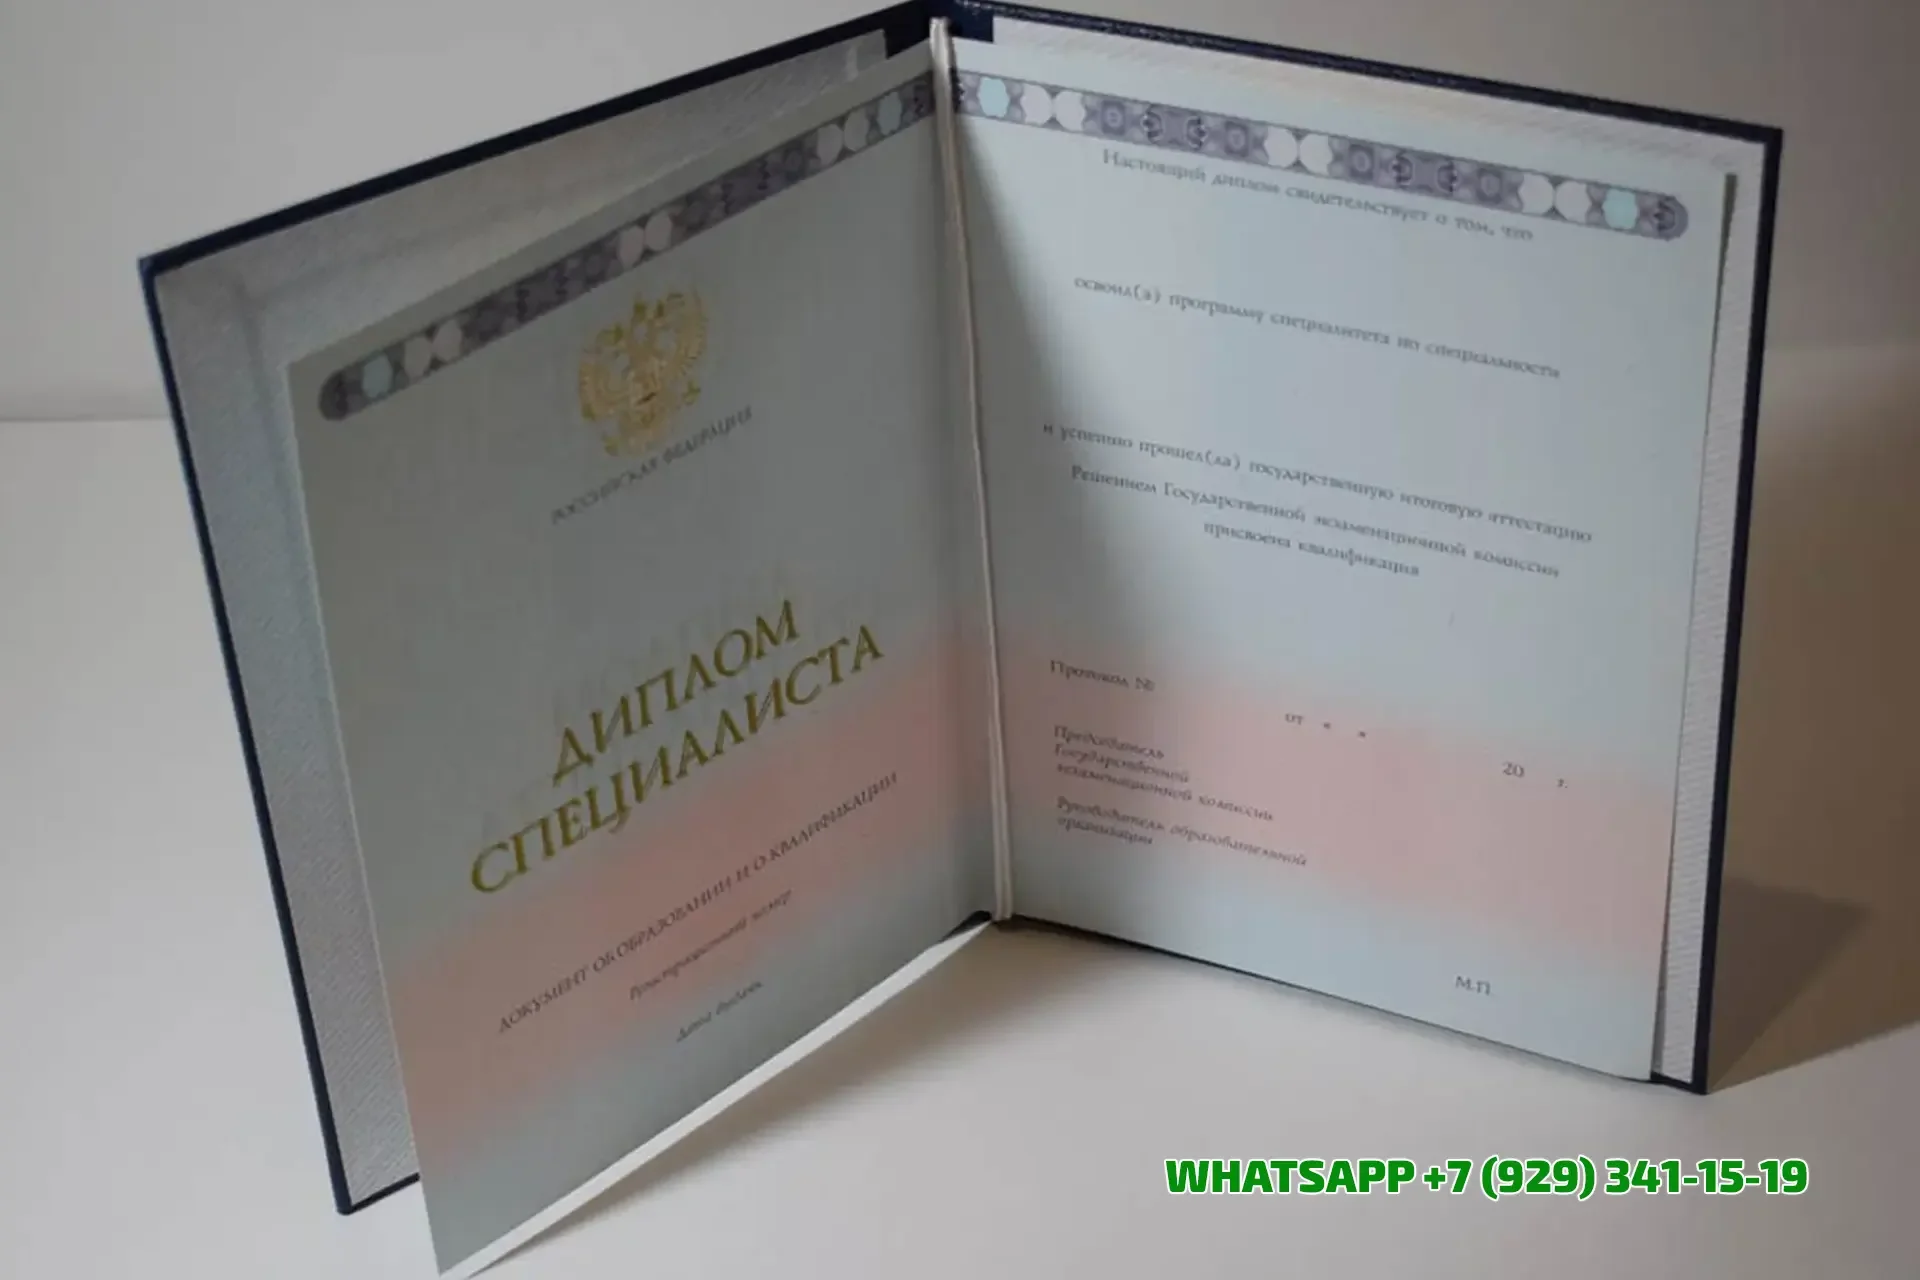 РОССИЙСКАЯ ФЕДЕРАЦИЯ
ДИПЛОМ
СПЕЦИАЛИСТА
ДОКУМЕНТ ОБ ОБРАЗОВАНИИ И О КВАЛИФИКАЦИИ
Регистрационный номер
Дата выдачи
Настоящий диплом свидетельствует о том, что
освоил(а) программу специалитета по специальности
и успешно прошел(ла) государственную итоговую аттестацию
Решением Государственной экзаменационной комиссии
присвоена квалификация
Протокол №
от « » 20 г.
Председатель
Государственной
экзаменационной комиссии
Руководитель образовательной
организации
М.П.
WHATSAPP +7 (929) 341-15-19